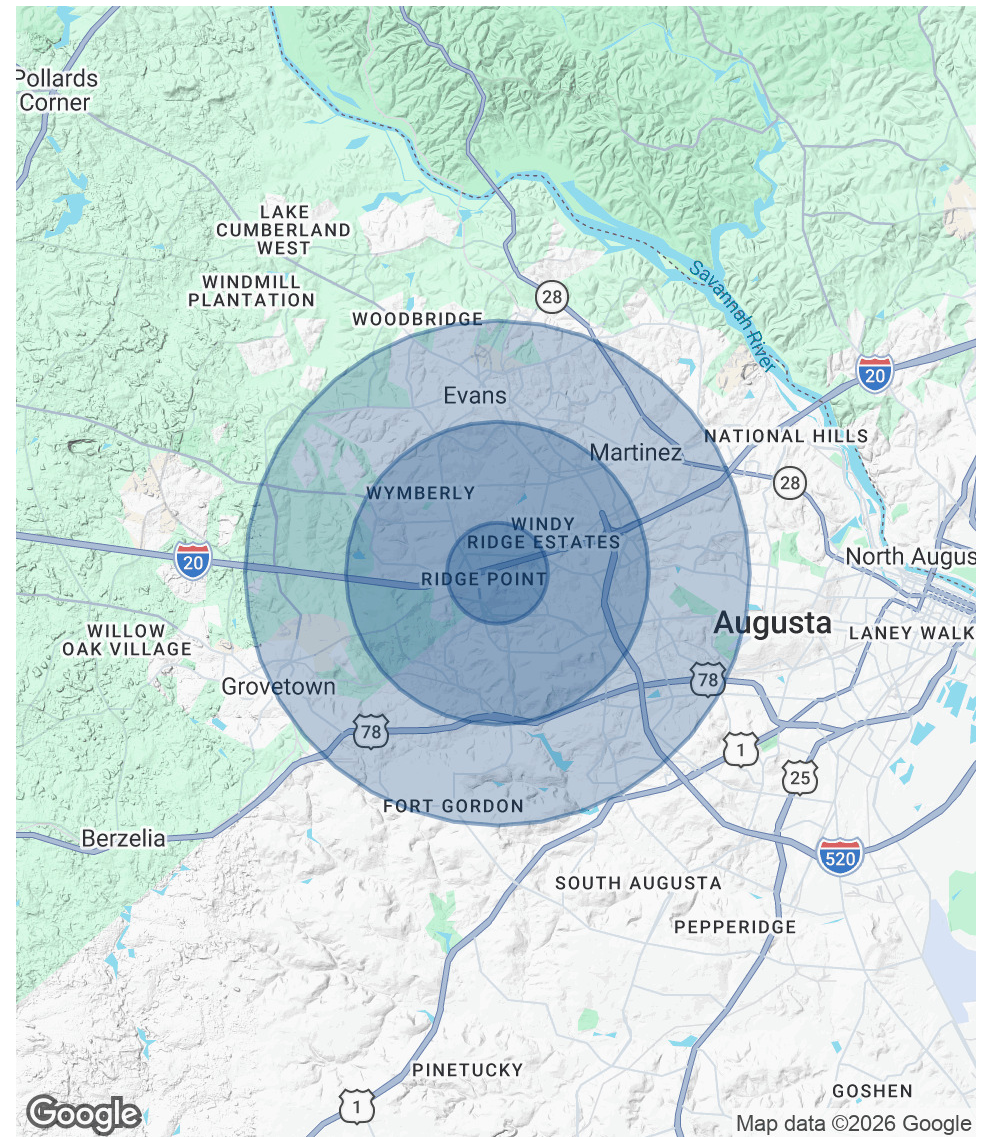 Pollards
Corner
LAKE
CUMBERLAND
WEST
WINDMILL
PLANTATION
WOODBRIDGE
28
Savannah River
20
Evans
Martinez
NATIONAL HILLS
28
WYMBERLY
WINDY
RIDGE ESTATES
20
RIDGE POINT
North Augus
WILLOW
OAK VILLAGE
Augusta
LANEY WALK
Grovetown
78
78
1
25
FORT GORDON
Berzelia
520
SOUTH AUGUSTA
PEPPERIDGE
PINETUCKY
GOSHEN
1
Google
Map data ©2026 Google